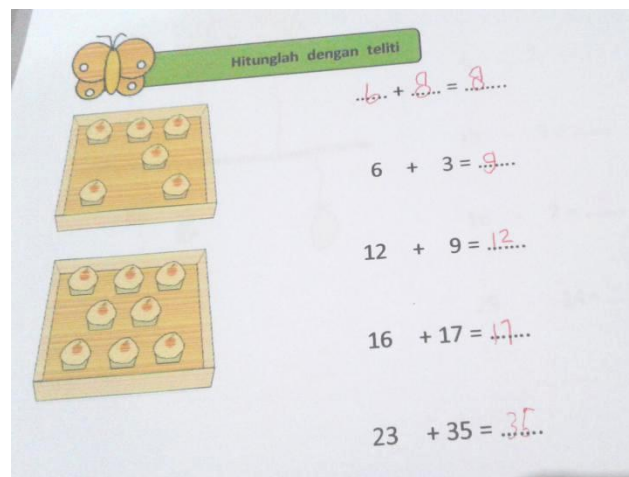 Hitunglah dengan teliti
6 + 8 = 8
6 + 3 = 9
12 + 9 = 12
16 + 17 = 17
23 + 35 = 35